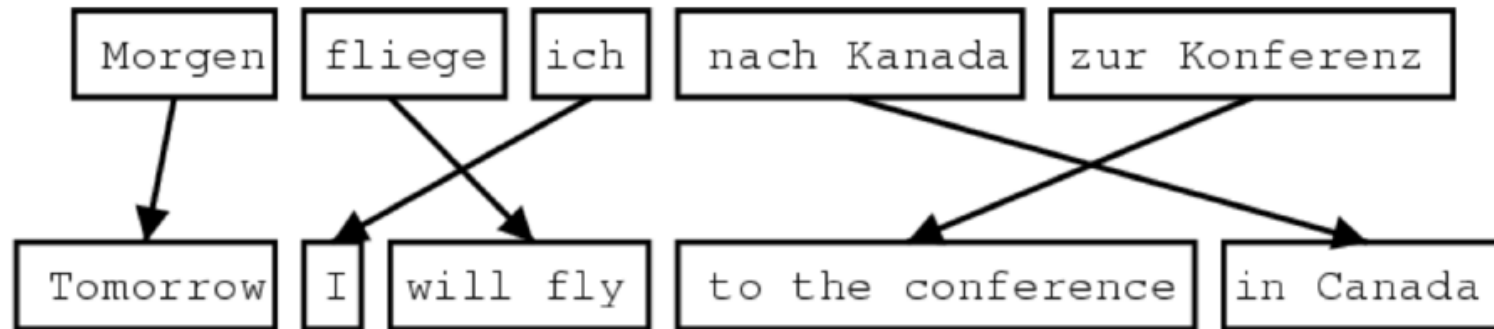 Morgen fliege ich nach Kanada zur Konferenz
Tomorrow I will fly to the conference in Canada